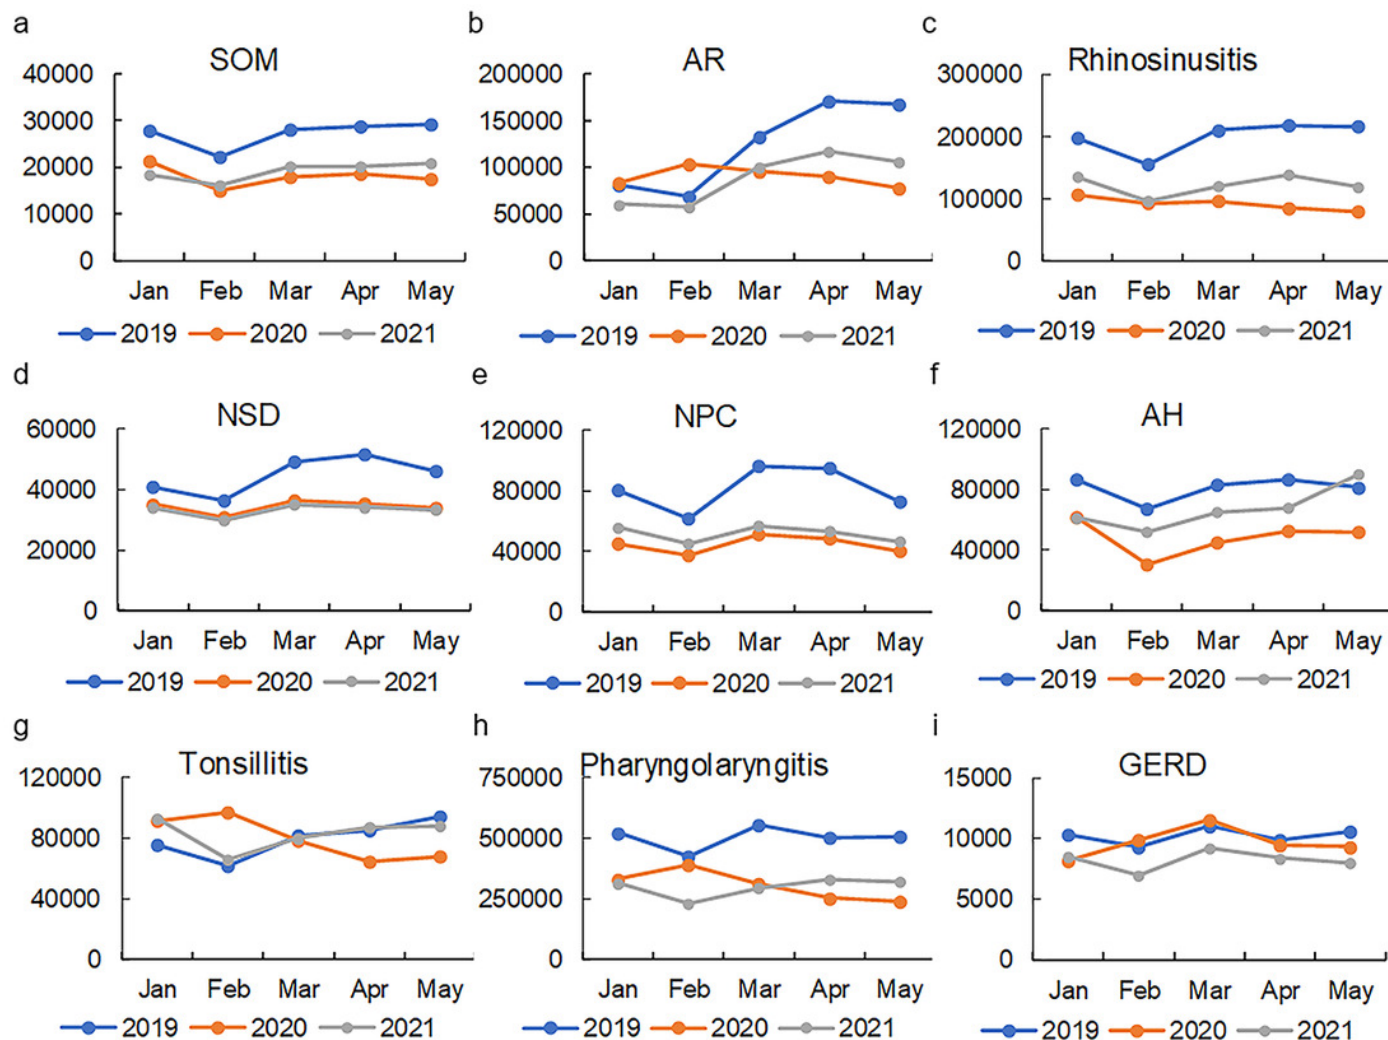 a
SOM
40000
30000
20000
10000
0
Jan Feb Mar Apr May
2019 2020 2021
b
AR
200000
150000
100000
50000
0
Jan Feb Mar Apr May
2019 2020 2021
c
Rhinosinusitis
300000
200000
100000
0
Jan Feb Mar Apr May
2019 2020 2021
d
NSD
60000
40000
20000
0
Jan Feb Mar Apr May
2019 2020 2021
e
NPC
120000
80000
40000
0
Jan Feb Mar Apr May
2019 2020 2021
f
AH
120000
80000
40000
0
Jan Feb Mar Apr May
2019 2020 2021
g
Tonsillitis
120000
80000
40000
0
Jan Feb Mar Apr May
2019 2020 2021
h
Pharyngolaryngitis
750000
500000
250000
0
Jan Feb Mar Apr May
2019 2020 2021
i
GERD
15000
10000
5000
0
Jan Feb Mar Apr May
2019 2020 2021